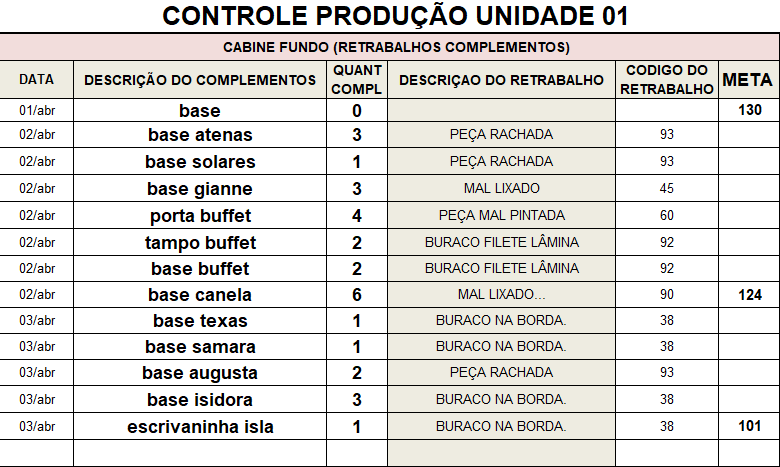 CONTROLE PRODUÇÃO UNIDADE 01
CABINE FUNDO (RETRABALHOS COMPLEMENTOS)
DATA DESCRIÇÃO DO COMPLEMENTOS QUANT COMPL DESCRIÇAO DO RETRABALHO CODIGO DO RETRABALHO META
01/abr base 0 130
02/abr base atenas 3 PEÇA RACHADA 93
02/abr base solares 1 PEÇA RACHADA 93
02/abr base gianne 3 MAL LIXADO 45
02/abr porta buffet 4 PEÇA MAL PINTADA 60
02/abr tampo buffet 2 BURACO FILETE LÂMINA 92
02/abr base buffet 2 BURACO FILETE LÂMINA 92
02/abr base canela 6 MAL LIXADO... 90 124
03/abr base texas 1 BURACO NA BORDA. 38
03/abr base samara 1 BURACO NA BORDA. 38
03/abr base augusta 2 PEÇA RACHADA 93
03/abr base isidora 3 BURACO NA BORDA. 38
03/abr escrivaninha isla 1 BURACO NA BORDA. 38 101